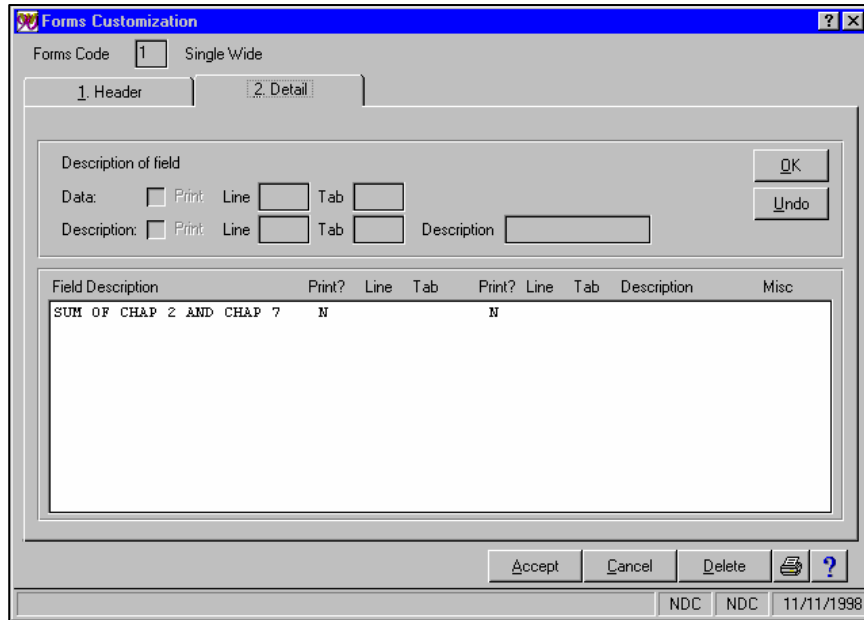 Forms Customization
Forms Code 1 Single Wide
1. Header 2. Detail
Description of field
OK
Data: Print Line Tab
Undo
Description: Print Line Tab Description
Field Description Print? Line Tab Print? Line Tab Description Misc
SUM OF CHAP 2 AND CHAP 7 N N
Accept Cancel Delete ?
NDC NDC 11/11/1998